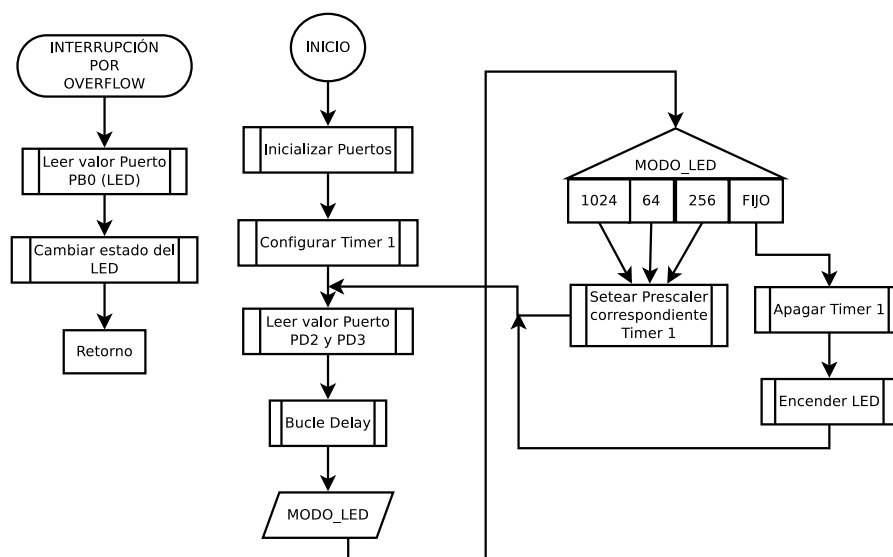 INTERRUPCIÓN
POR
OVERFLOW
Leer valor Puerto
PB0 (LED)
Cambiar estado del
LED
Retorno
INICIO
Inicializar Puertos
Configurar Timer 1
Leer valor Puerto
PD2 y PD3
Bucle Delay
MODO_LED
MODO_LED
1024 64 256 FIJO
Setear Prescaler
correspondiente
Timer 1
Apagar Timer 1
Encender LED